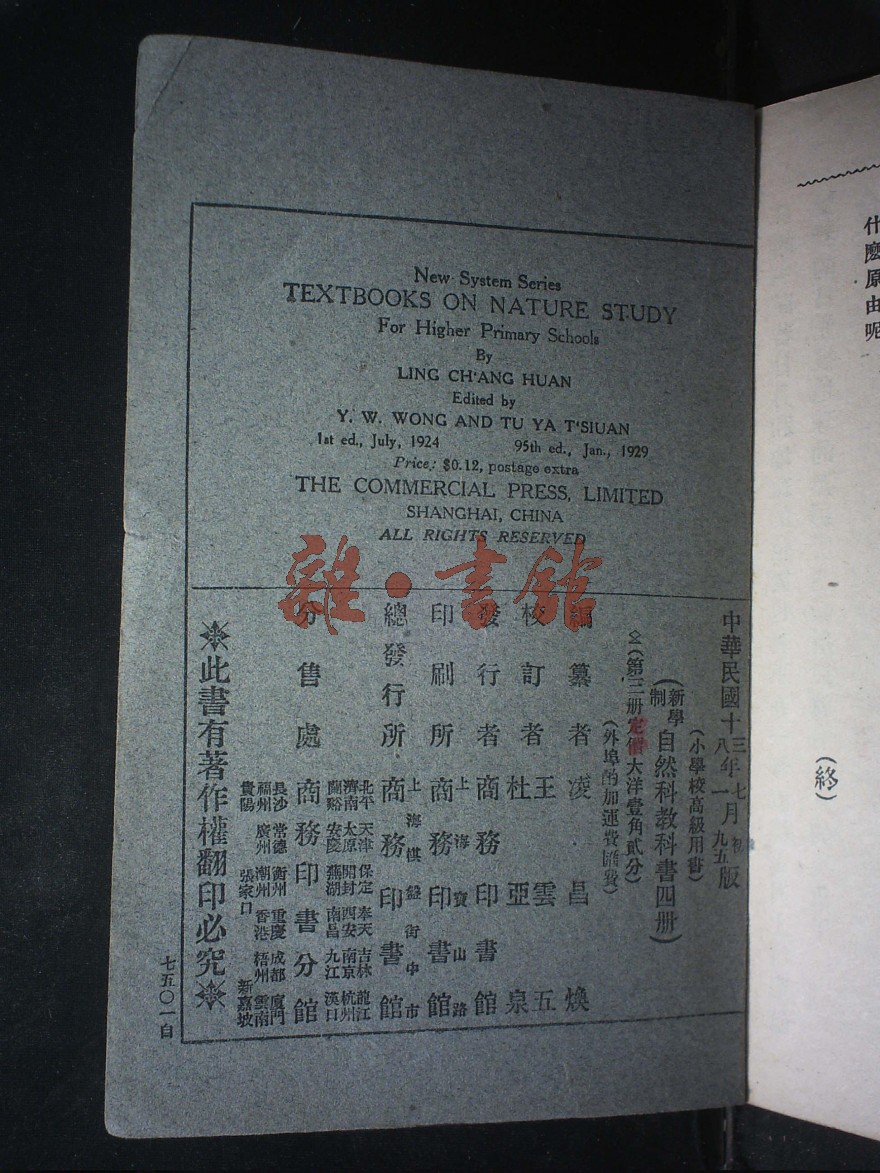 New System Series
TEXTBOOKS ON NATURE STUDY
For Higher Primary Schools
By
LING CH'ANG HUAN
Edited by
Y. W. WONG AND TU YA T'SIUAN
1st ed., July, 1924 95th ed., Jan., 1929
Price: $0.12, postage extra
THE COMMERCIAL PRESS, LIMITED
SHANGHAI, CHINA
ALL RIGHTS RESERVED
雜·書館
中華民國十三年七月初版
八年一月九五版
(新學制自然科教科書四册)
(小學校高級用書)
(第三册定價大洋壹角貳分)
(外埠酌加運費滙費)
編纂者 凌昌煥
校訂者 王雲五
杜亞泉
發行者 商務印書館
印刷所 上海寶山路
商務印書館
總發行所 上海棋盤街中市
商務印書館
分售處 商務印書分館
北平 天津 保定 奉天 吉林 龍江
濟南 太原 開封 西安 南京 杭州
蘭谿 安慶 蕪湖 南昌 九江 漢口
長沙 常德 衡州 重慶 成都 廈門
福州 廣州 潮州 香港 梧州 雲南
貴陽 張家口 新嘉坡
※此書有著作權翻印必究※
七五〇一自
什麽原由呢
(終)